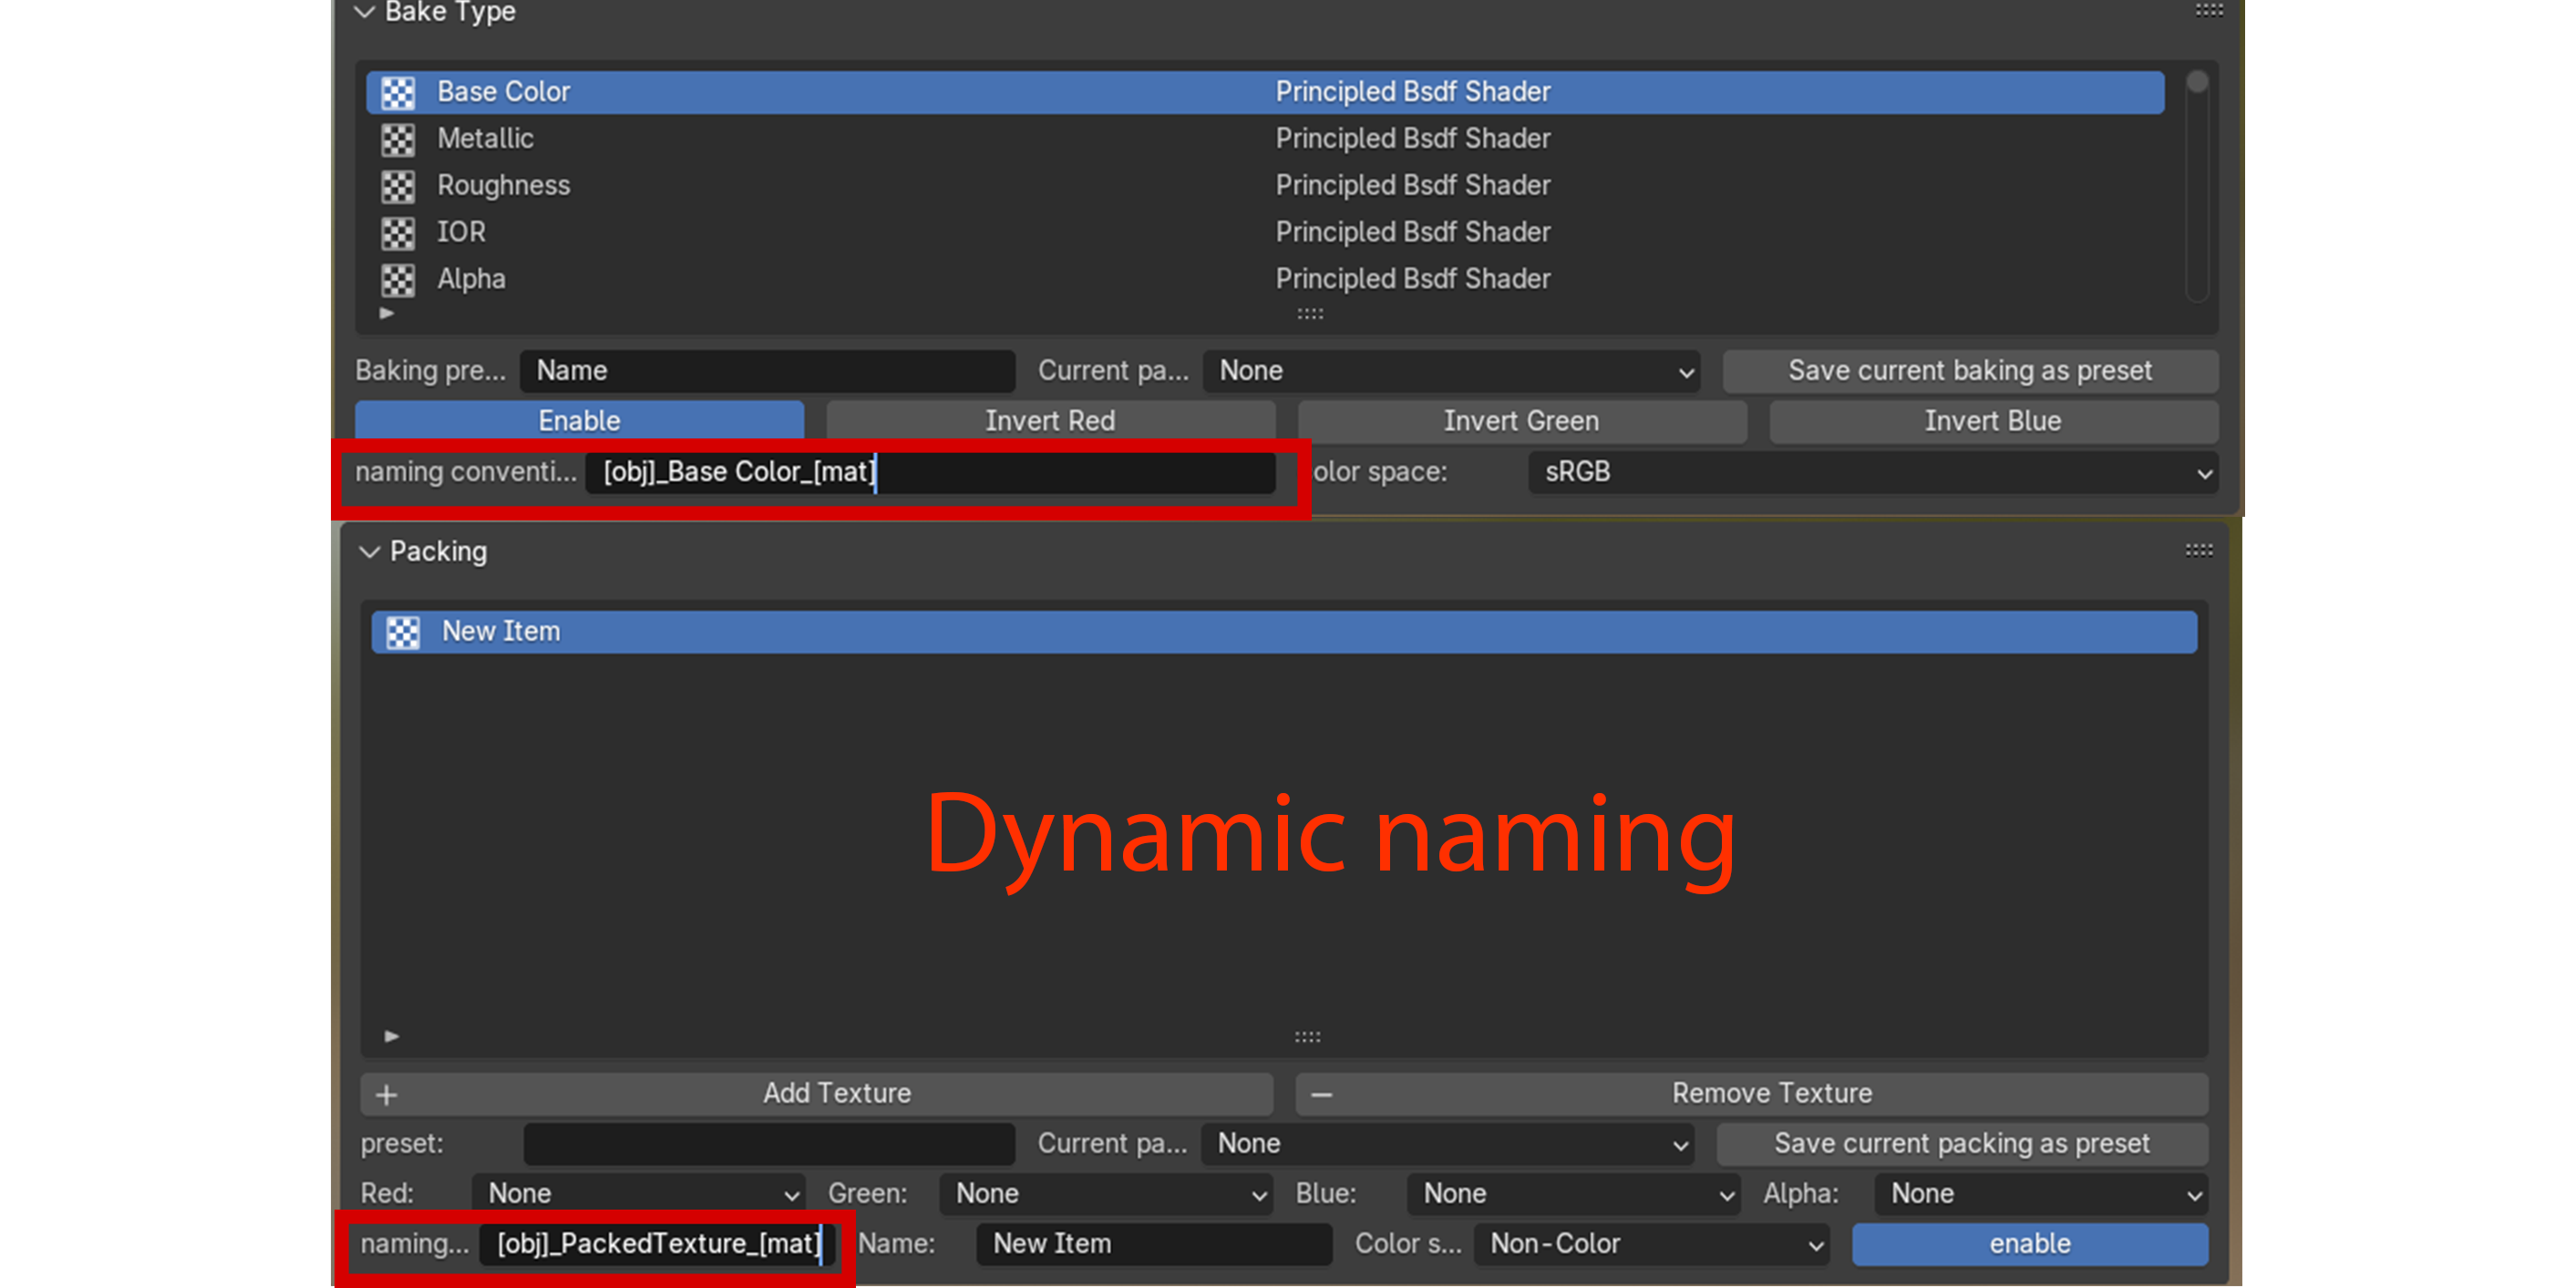 Bake Type
Base Color Principled Bsdf Shader
Metallic Principled Bsdf Shader
Roughness Principled Bsdf Shader
IOR Principled Bsdf Shader
Alpha Principled Bsdf Shader
Baking pre... Name Current pa... None Save current baking as preset
Enable Invert Red Invert Green Invert Blue
naming conventi... [obj]_Base Color_[mat] olor space: sRGB
Packing
New Item
Dynamic naming
Add Texture Remove Texture
preset: Current pa... None Save current packing as preset
Red: None Green: None Blue: None Alpha: None
naming... [obj]_PackedTexture_[mat] Name: New Item Color s... Non-Color enable